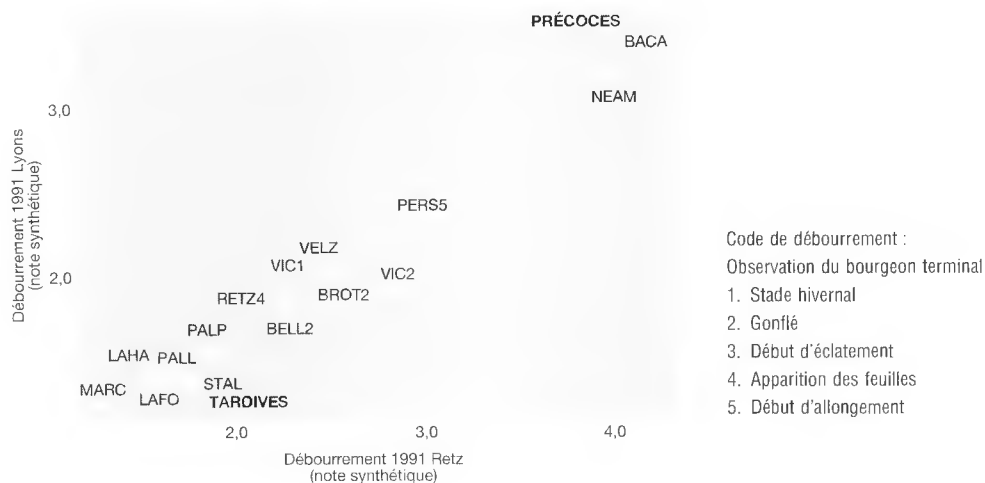 PRÉCOCES
BACA
NEAM
3,0
PERS5
VELZ
VIC1
VIC2
2,0
BROT2
RETZ4
PALP
BELL2
LAHA
PALL
MARC
STAL
LAFO
TAROIVES
2,0
3,0
4,0
Débourrement 1991 Lyons
(note synthétique)
Débourrement 1991 Retz
(note synthétique)
Code de débourrement :
Observation du bourgeon terminal
1. Stade hivernal
2. Gonflé
3. Début d'éclatement
4. Apparition des feuilles
5. Début d'allongement